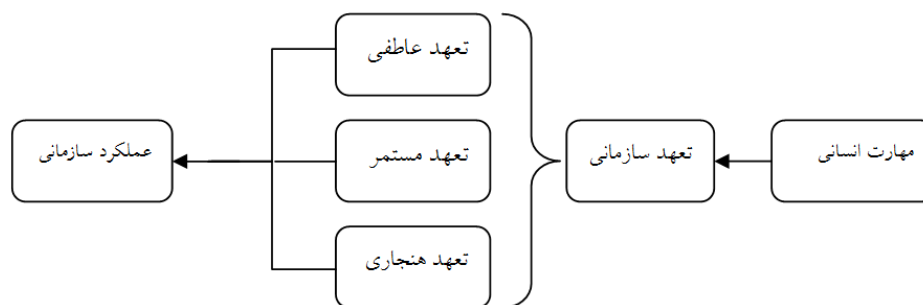 تعهد عاطفی
مهارت انسانی
تعهد سازمانی
تعهد مستمر
عملکرد سازمانی
تعهد هنجاری